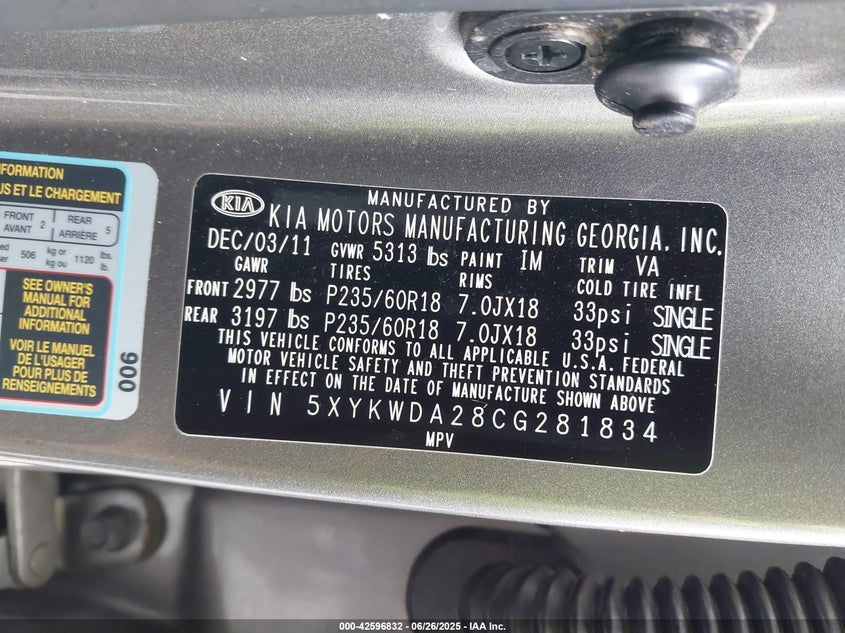 NFORMATION
US ET LE CHARGEMENT
FRONT AVANT 2 REAR ARRIÈRE 5
506 kg or kg ou 1120 lbs. lb.
SEE OWNER'S
MANUAL FOR
ADDITIONAL
INFORMATION
VOIR LE MANUEL
DE L'USAGER
POUR PLUS DE
RENSEIGNEMENTS
006
MANUFACTURED BY
KIA KIA MOTORS MANUFACTURING GEORGIA, INC.
DEC/03/11 GVWR 5313 lbs PAINT IM TRIM VA
GAWR TIRES RIMS COLD TIRE INFL
FRONT 2977 lbs P235/60R18 7.0JX18 33psi SINGLE
REAR 3197 lbs P235/60R18 7.0JX18 33psi SINGLE
THIS VEHICLE CONFORMS TO ALL APPLICABLE U.S.A. FEDERAL
MOTOR VEHICLE SAFETY AND THEFT PREVENTION STANDARDS
IN EFFECT ON THE DATE OF MANUFACTURE SHOWN ABOVE
VIN 5XYKWDA28CG281834
MPV
000-42596832 - 06/26/2025 - IAA Inc.